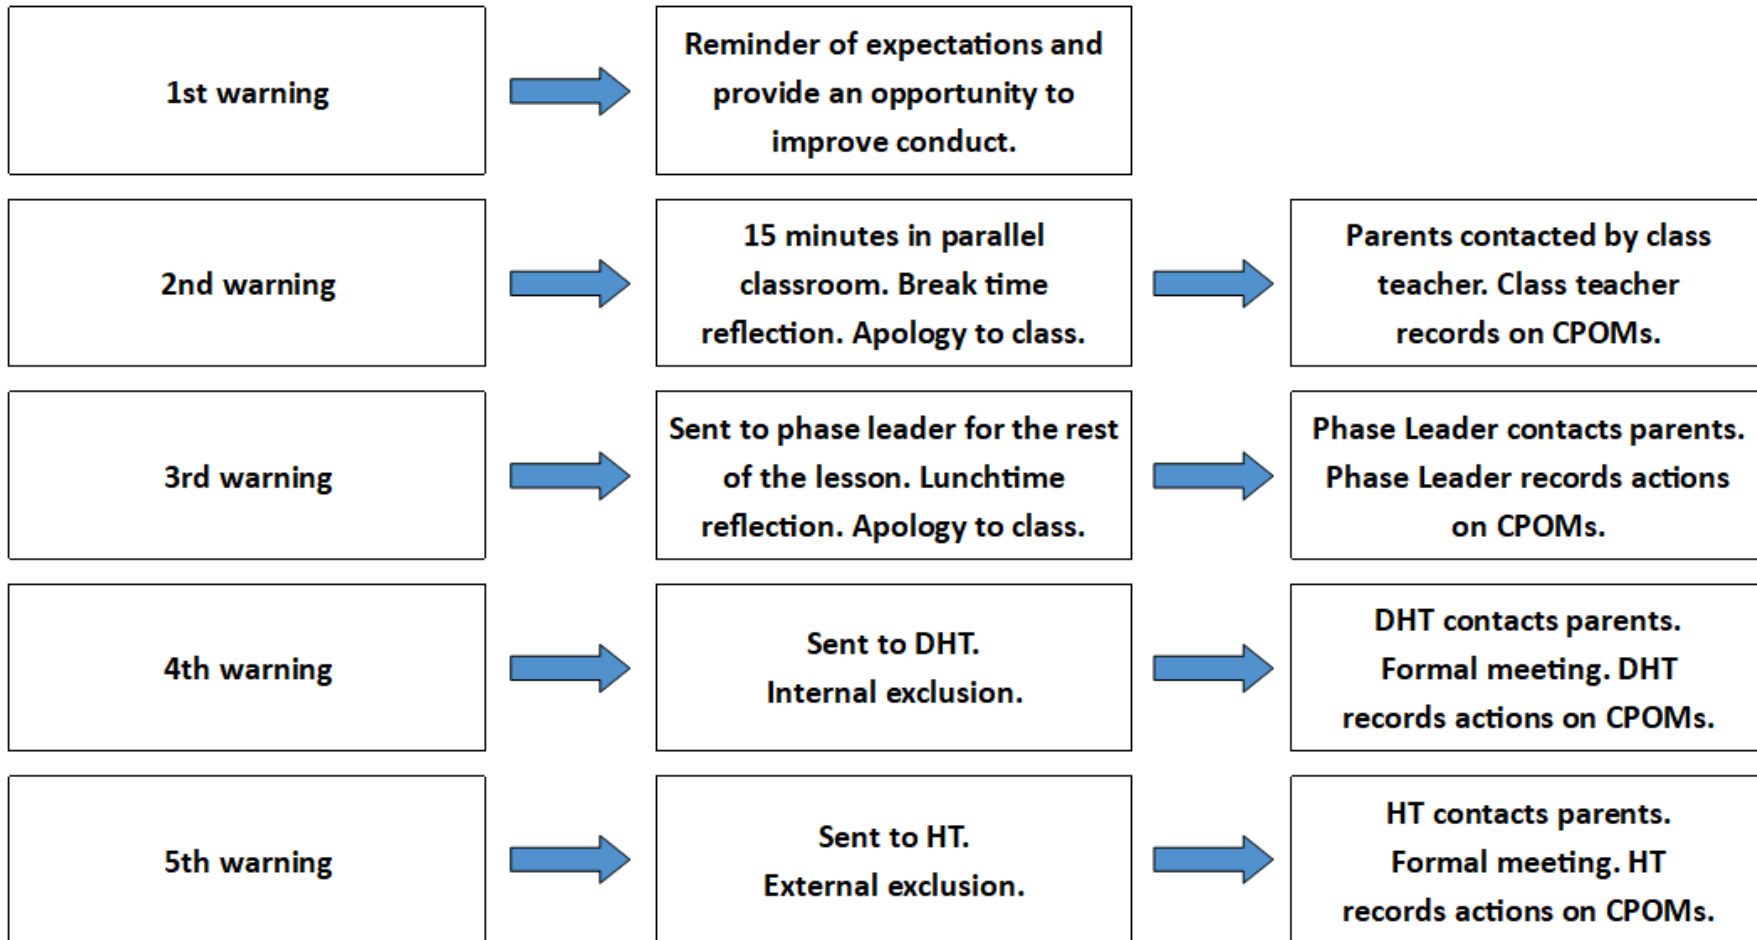 1st warning
Reminder of expectations and
provide an opportunity to
improve conduct.
2nd warning
15 minutes in parallel
classroom. Break time
reflection. Apology to class.
Parents contacted by class
teacher. Class teacher
records on CPOMs.
3rd warning
Sent to phase leader for the rest
of the lesson. Lunchtime
reflection. Apology to class.
Phase Leader contacts parents.
Phase Leader records actions
on CPOMs.
4th warning
Sent to DHT.
Internal exclusion.
DHT contacts parents.
Formal meeting. DHT
records actions on CPOMs.
5th warning
Sent to HT.
External exclusion.
HT contacts parents.
Formal meeting. HT
records actions on CPOMs.